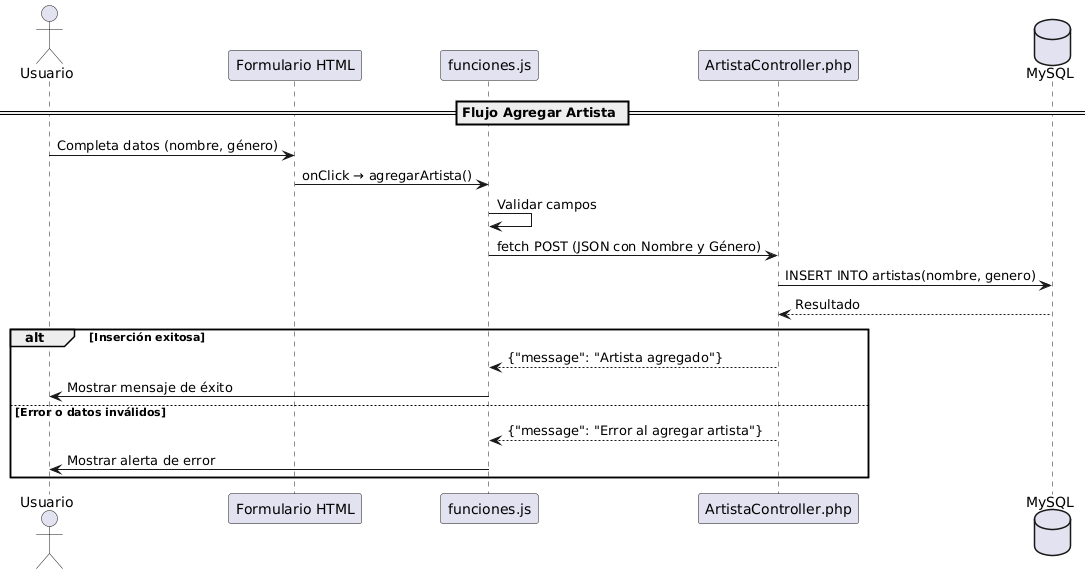 Usuario
Formulario HTML
funciones.js
ArtistaController.php
MySQL
Flujo Agregar Artista
Completa datos (nombre, género)
onClick → agregarArtista()
Validar campos
fetch POST (JSON con Nombre y Género)
INSERT INTO artistas(nombre, genero)
Resultado
alt [Inserción exitosa]
{"message": "Artista agregado"}
Mostrar mensaje de éxito
[Error o datos inválidos]
{"message": "Error al agregar artista"}
Mostrar alerta de error
Usuario
Formulario HTML
funciones.js
ArtistaController.php
MySQL